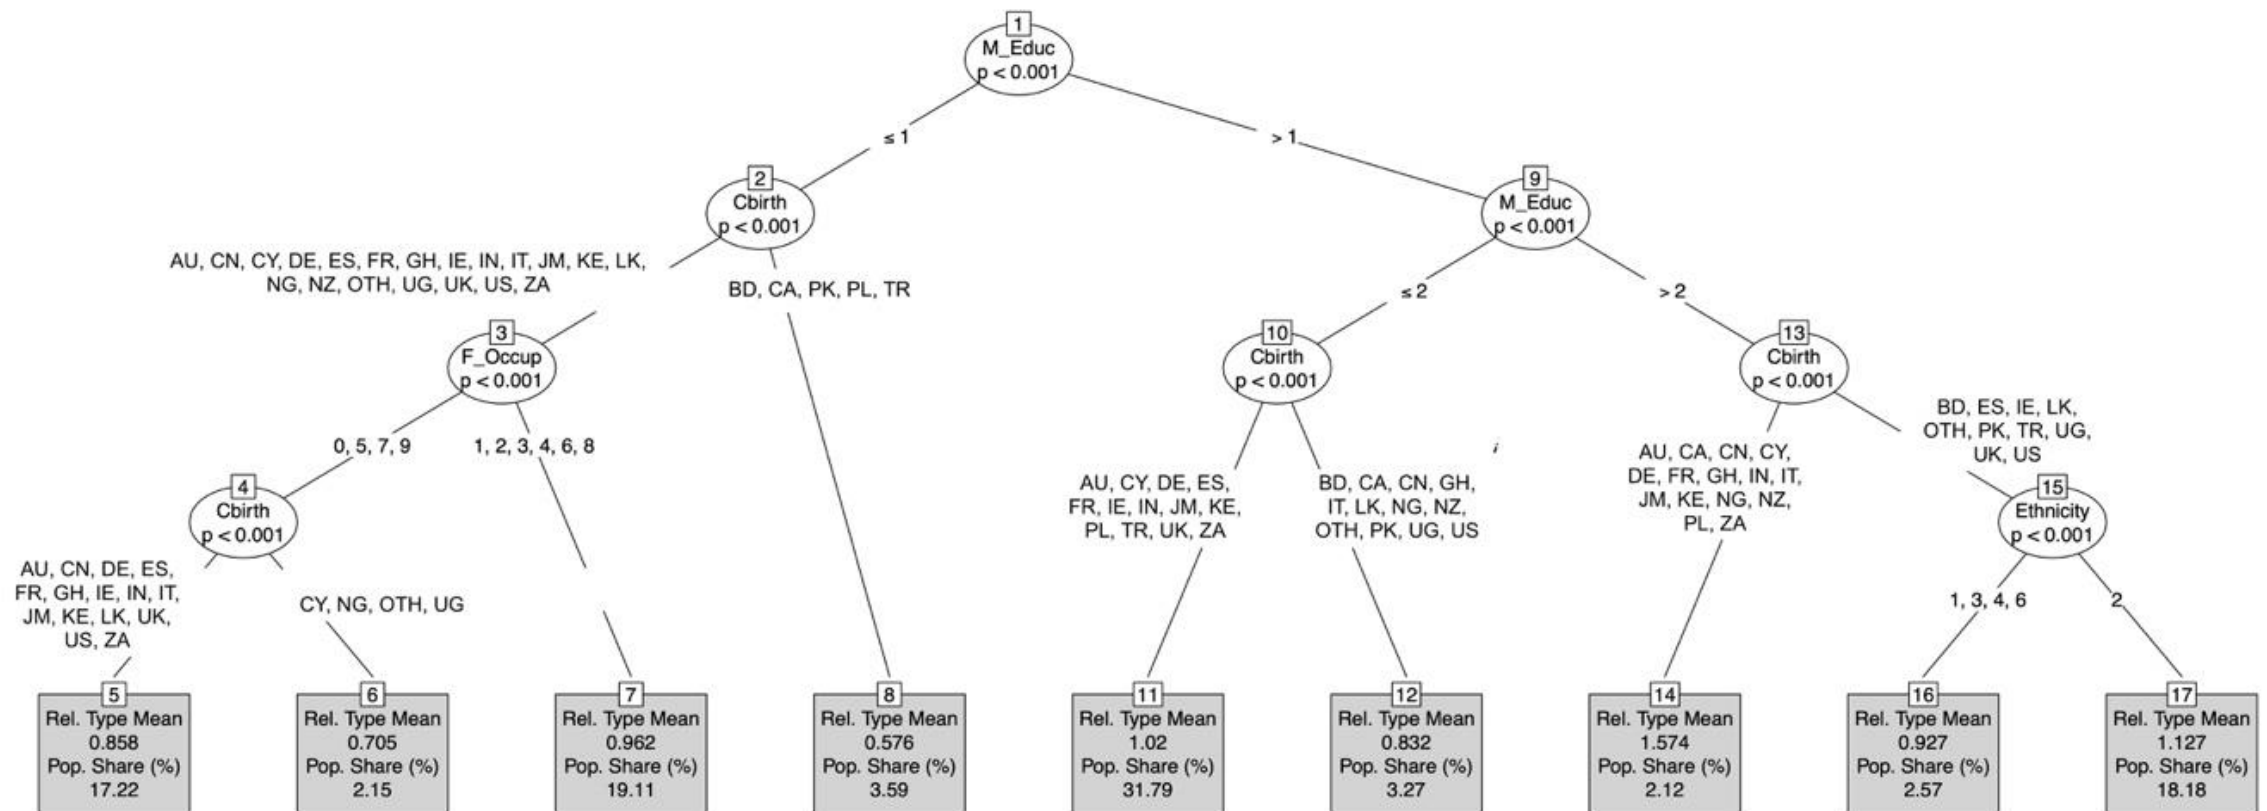 1
M_Educ
p < 0.001
≤ 1
> 1
2
Cbirth
p < 0.001
9
M_Educ
p < 0.001
AU, CN, CY, DE, ES, FR, GH, IE, IN, IT, JM, KE, LK,
NG, NZ, OTH, UG, UK, US, ZA
BD, CA, PK, PL, TR
≤ 2
> 2
3
F_Occup
p < 0.001
10
Cbirth
p < 0.001
13
Cbirth
p < 0.001
0, 5, 7, 9
1, 2, 3, 4, 6, 8
AU, CY, DE, ES,
FR, IE, IN, JM, KE,
PL, TR, UK, ZA
BD, CA, CN, GH,
IT, LK, NG, NZ,
OTH, PK, UG, US
i
AU, CA, CN, CY,
DE, FR, GH, IN, IT,
JM, KE, NG, NZ,
PL, ZA
BD, ES, IE, LK,
OTH, PK, TR, UG,
UK, US
4
Cbirth
p < 0.001
15
Ethnicity
p < 0.001
AU, CN, DE, ES,
FR, GH, IE, IN, IT,
JM, KE, LK, UK,
US, ZA
CY, NG, OTH, UG
1, 3, 4, 6
2
5
Rel. Type Mean
0.858
Pop. Share (%)
17.22
6
Rel. Type Mean
0.705
Pop. Share (%)
2.15
7
Rel. Type Mean
0.962
Pop. Share (%)
19.11
8
Rel. Type Mean
0.576
Pop. Share (%)
3.59
11
Rel. Type Mean
1.02
Pop. Share (%)
31.79
12
Rel. Type Mean
0.832
Pop. Share (%)
3.27
14
Rel. Type Mean
1.574
Pop. Share (%)
2.12
16
Rel. Type Mean
0.927
Pop. Share (%)
2.57
17
Rel. Type Mean
1.127
Pop. Share (%)
18.18